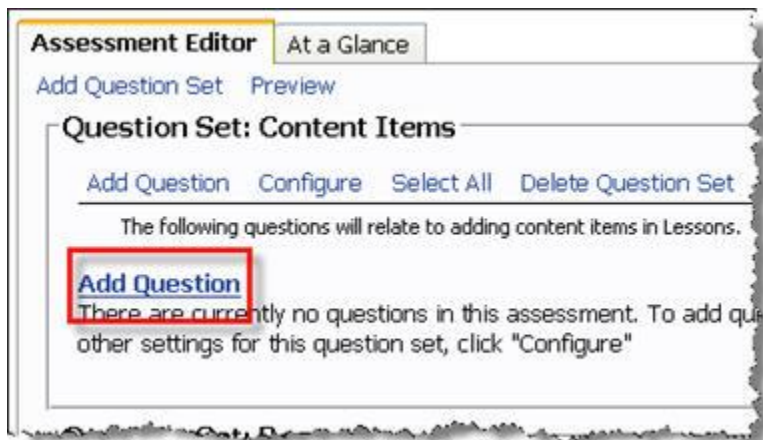 Assessment Editor At a Glance
Add Question Set Preview
Question Set: Content Items
Add Question Configure Select All Delete Question Set
The following questions will relate to adding content items in Lessons.
Add Question
There are currently no questions in this assessment. To add
other settings for this question set, click "Configure"